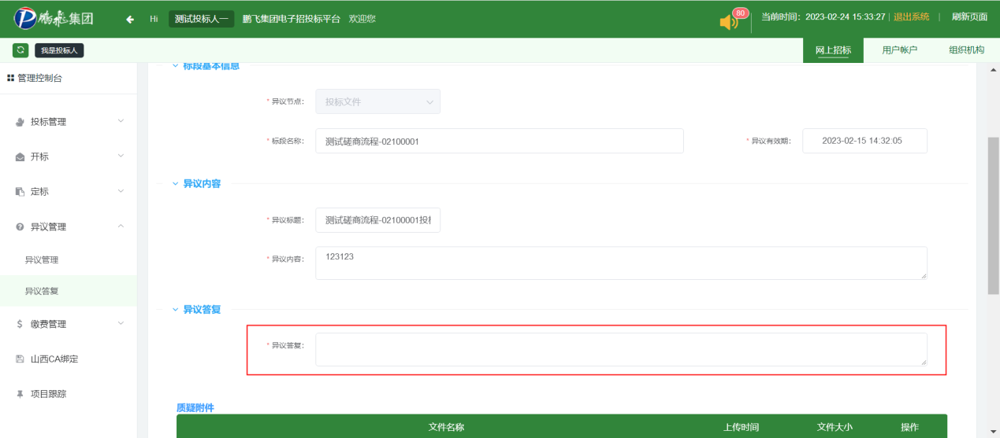 鹏飞集团 Hi 测试投标人一 鹏飞集团电子招投标平台 欢迎您 80 当前时间：2023-02-24 15:33:27 | 退出系统 | 刷新页面
我是投标人 网上招标 用户帐户 组织机构
管理控制台
投标管理
开标
定标
异议管理
异议管理
异议答复
$ 缴费管理
山西CA绑定
项目跟踪
标段基本信息
* 异议节点： 投标文件
* 标段名称： 测试磋商流程-02100001 * 异议有效期： 2023-02-15 14:32:05
异议内容
* 异议标题： 测试磋商流程-02100001投
* 异议内容： 123123
异议答复
* 异议答复：
质疑附件
文件名称 上传时间 文件大小 操作